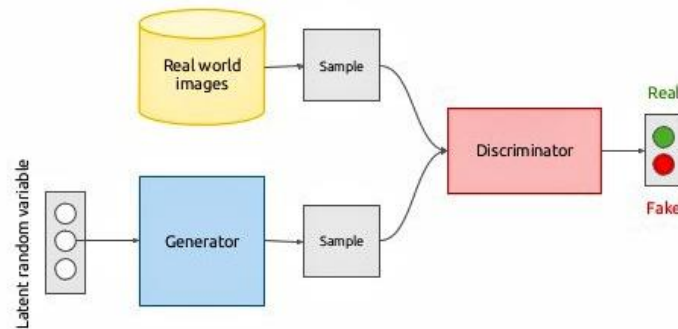 Real world
images
Sample
Real
Discriminator
Fake
Latent random variable
Generator
Sample